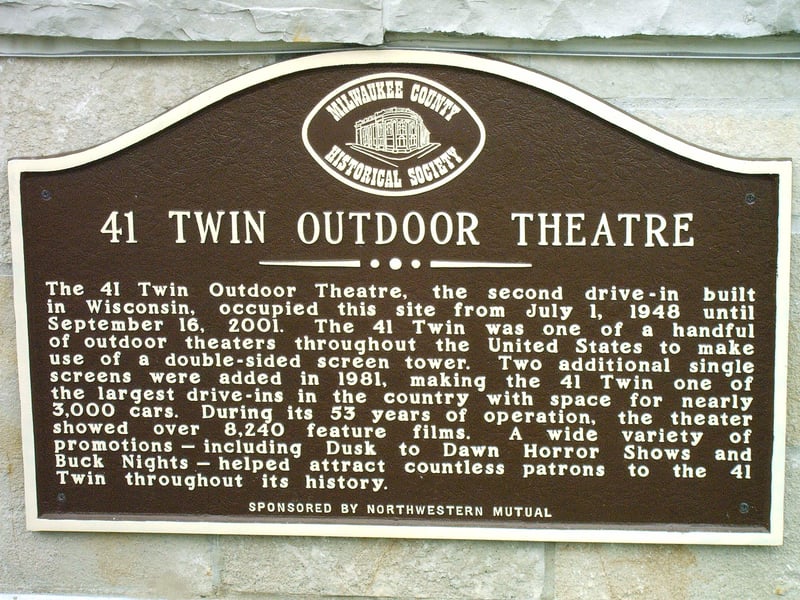 MILWAUKEE COUNTY
HISTORICAL SOCIETY
41 TWIN OUTDOOR THEATRE
The 41 Twin Outdoor Theatre, the second drive-in built
in Wisconsin, occupied this site from July 1, 1948 until
September 16, 2001. The 41 Twin was one of a handful
of outdoor theaters throughout the United States to make
use of a double-sided screen tower. Two additional single
screens were added in 1981, making the 41 Twin one of
the largest drive-ins in the country with space for nearly
3,000 cars. During its 53 years of operation, the theater
showed over 8,240 feature films. A wide variety of
promotions — including Dusk to Dawn Horror Shows and
Buck Nights — helped attract countless patrons to the 41
Twin throughout its history.
SPONSORED BY NORTHWESTERN MUTUAL